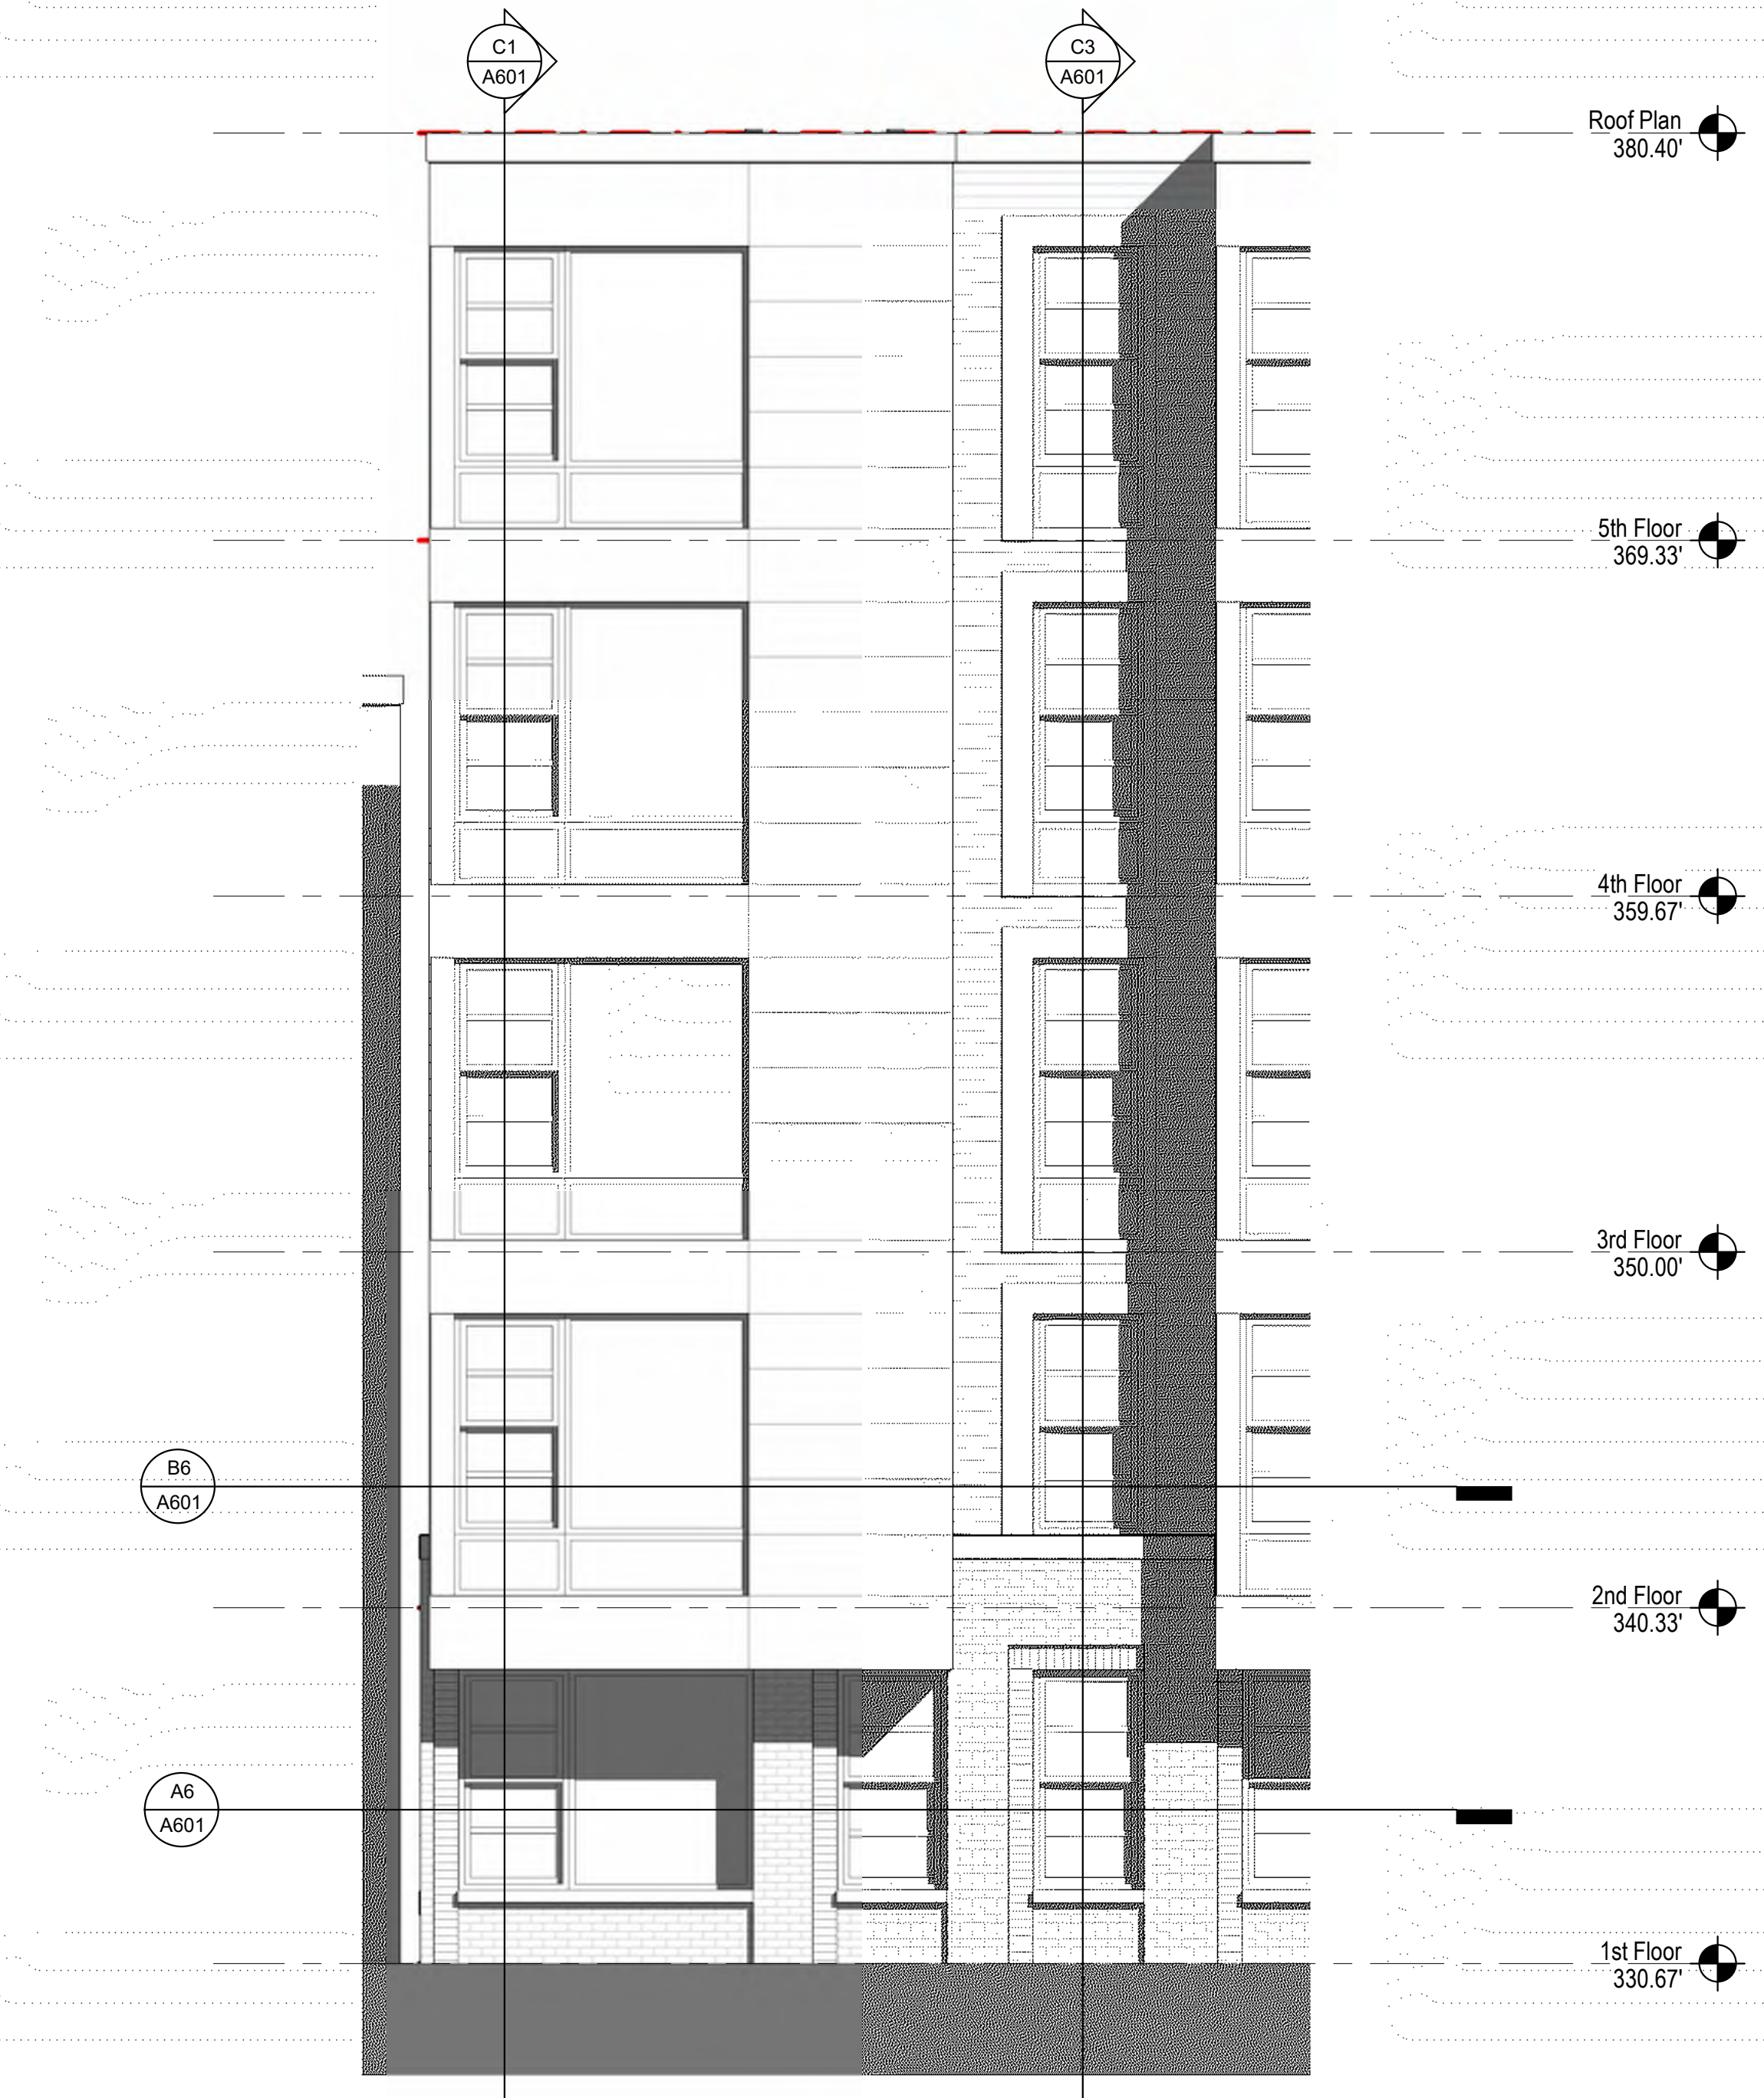 C1
A601
C3
A601
Roof Plan
380.40'
5th Floor
369.33'
4th Floor
359.67'
3rd Floor
350.00'
B6
A601
2nd Floor
340.33'
A6
A601
1st Floor
330.67'